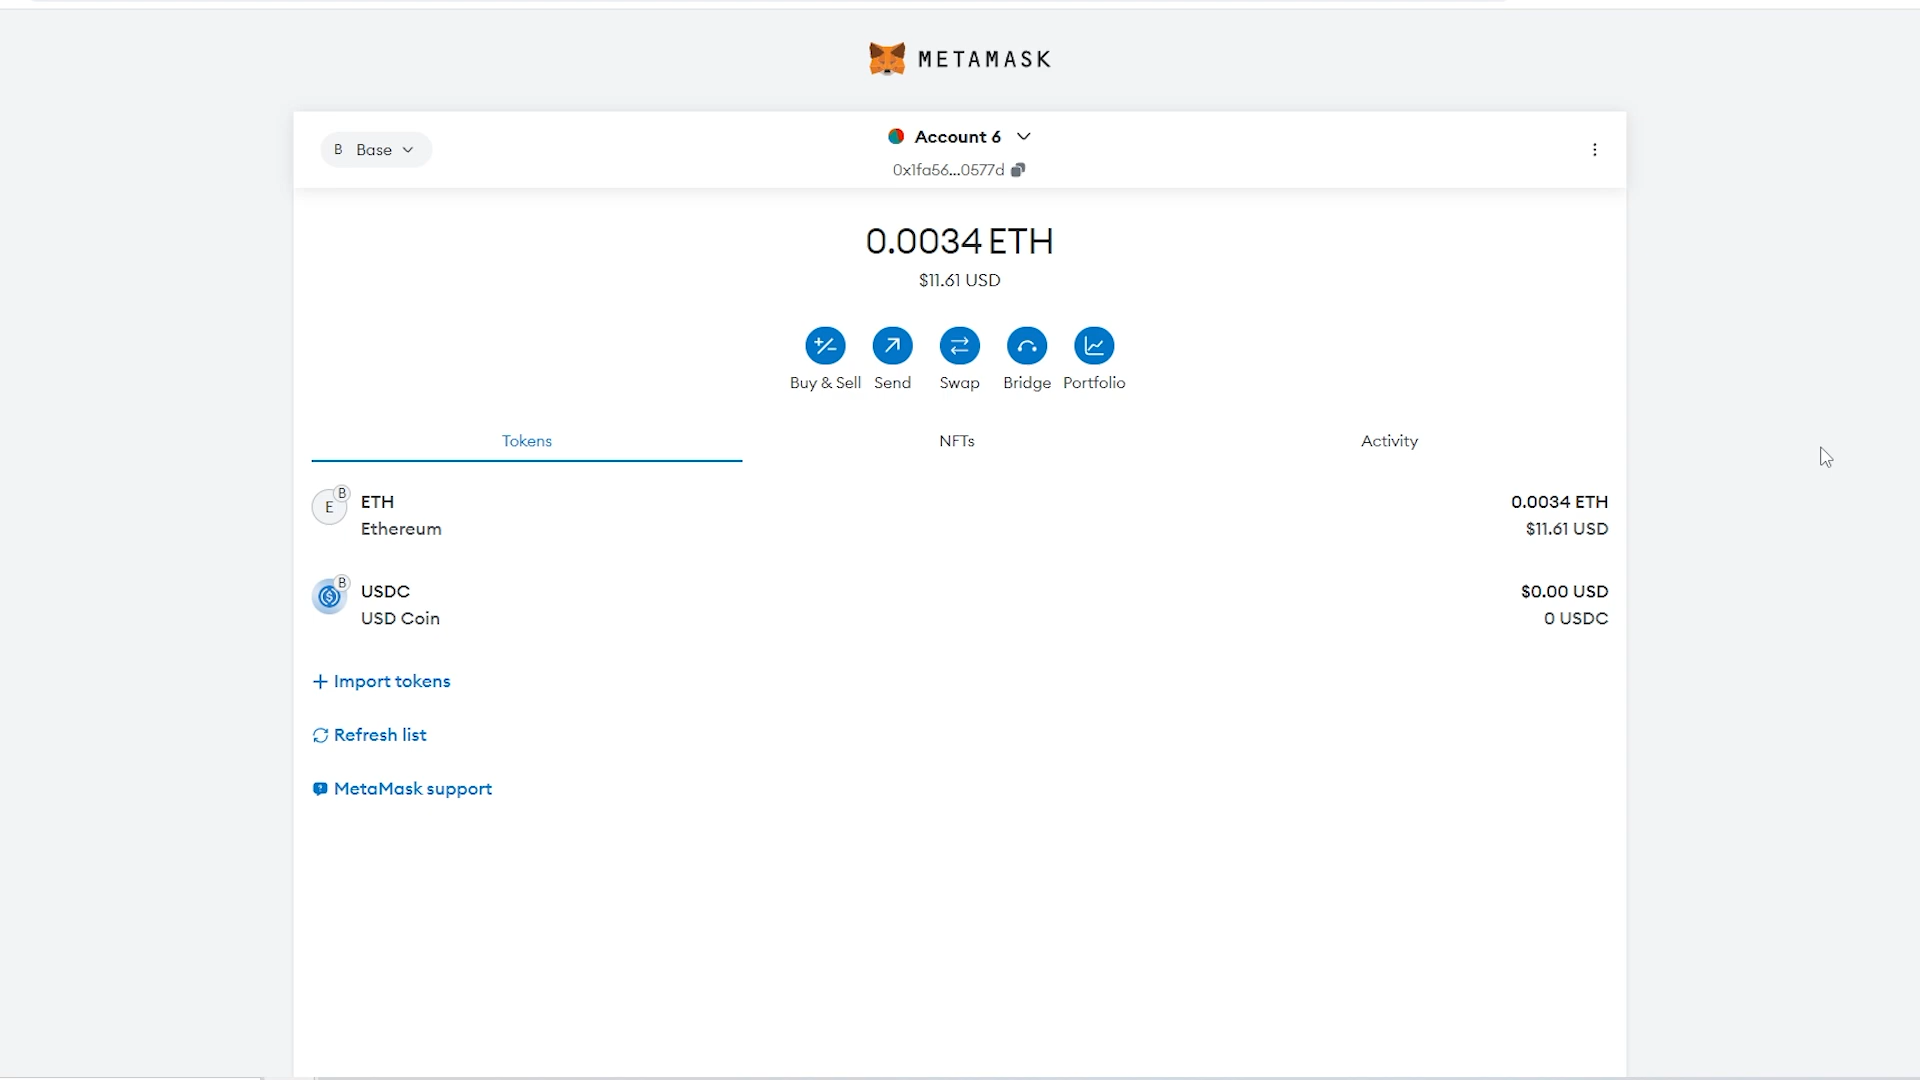 METAMASK
B Base
Account 6
0x1fa56...0577d
0.0034 ETH
$11.61 USD
Buy & Sell
Send
Swap
Bridge
Portfolio
Tokens
NFTs
Activity
E
B
ETH
Ethereum
0.0034 ETH
$11.61 USD
B
USDC
USD Coin
$0.00 USD
0 USDC
+ Import tokens
Refresh list
MetaMask support